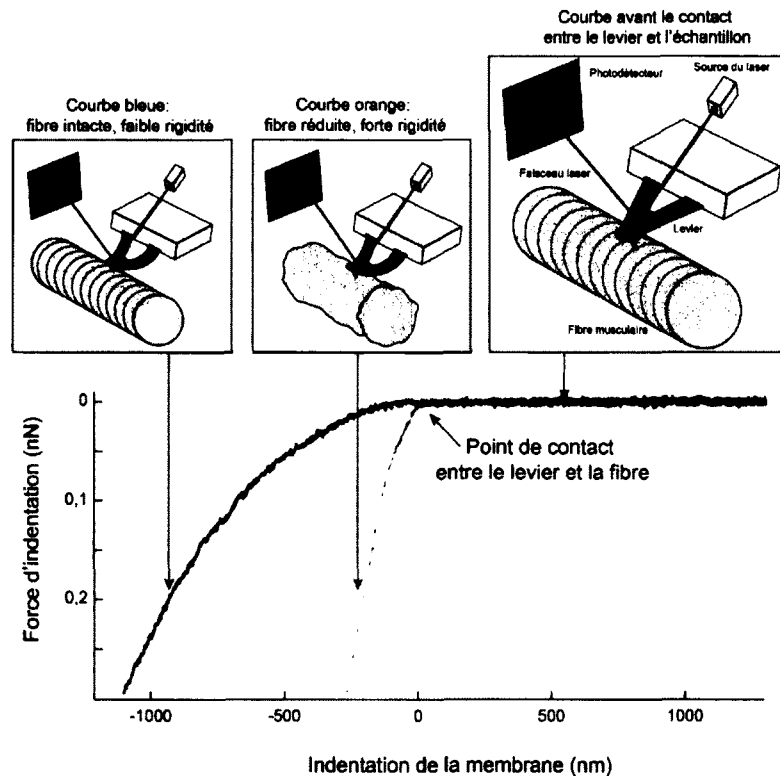 Courbe avant le contact
entre le levier et l'échantillon
Photodétecteur
Source du laser
Faisceau laser
Levier
Fibre musculaire
Courbe bleue:
fibre intacte, faible rigidité
Courbe orange:
fibre réduite, forte rigidité
0
0,1
0,2
Force d'indentation (nN)
Point de contact
entre le levier et la fibre
-1000
-500
0
500
1000
Indentation de la membrane (nm)